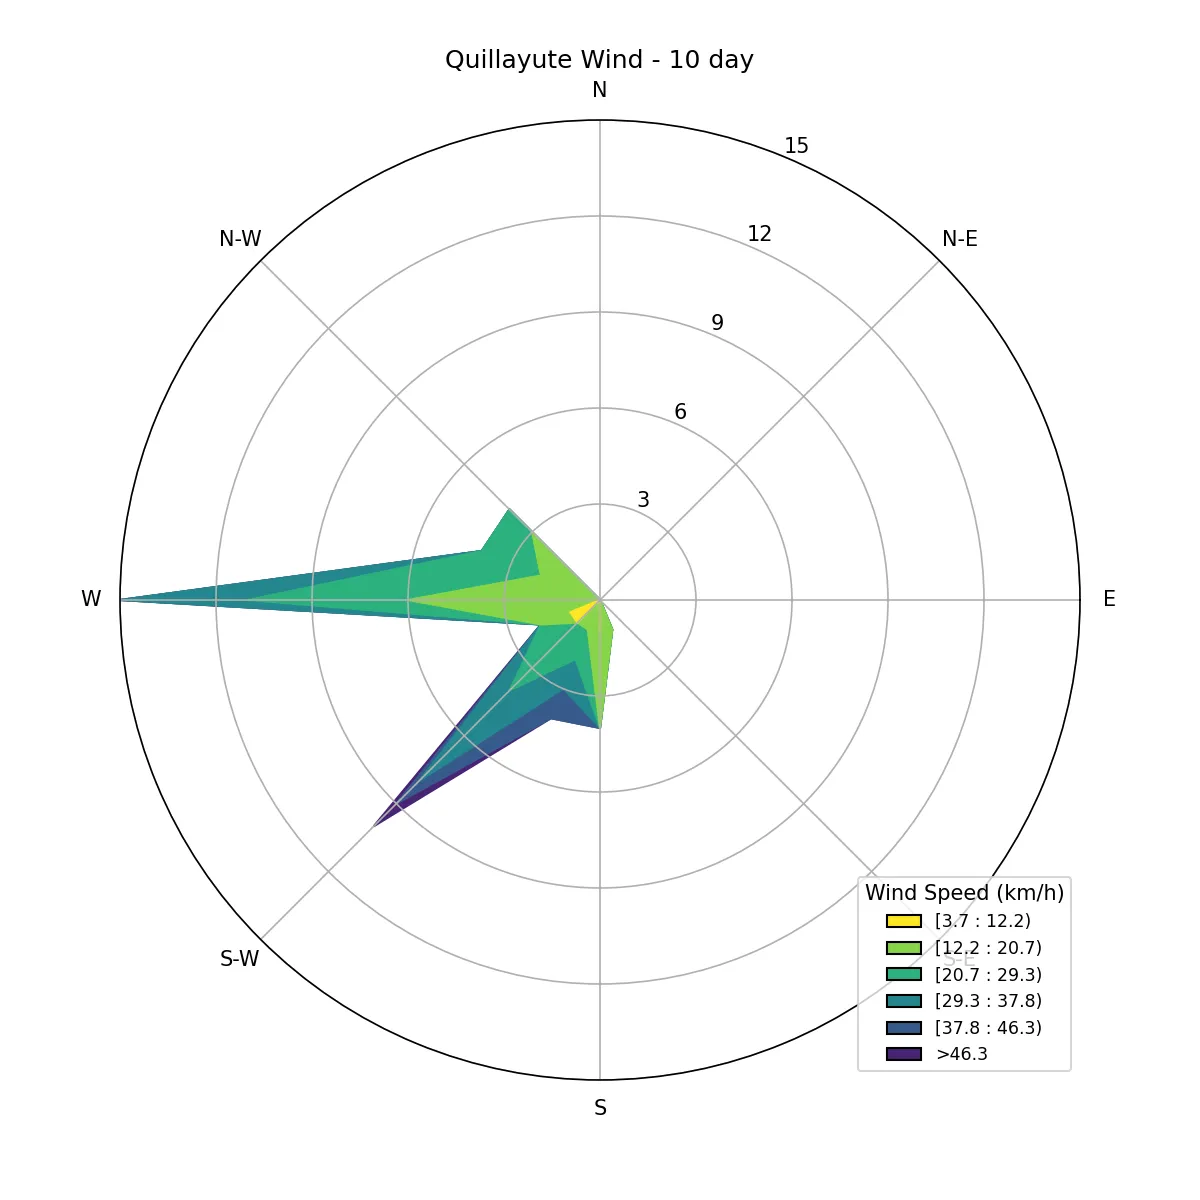 Quillayute Wind - 10 day
N
15
N-W
12
N-E
9
6
3
W
E
S-W
S-E
S
Wind Speed (km/h)
[3.7 : 12.2)
[12.2 : 20.7)
[20.7 : 29.3)
[29.3 : 37.8)
[37.8 : 46.3)
>46.3